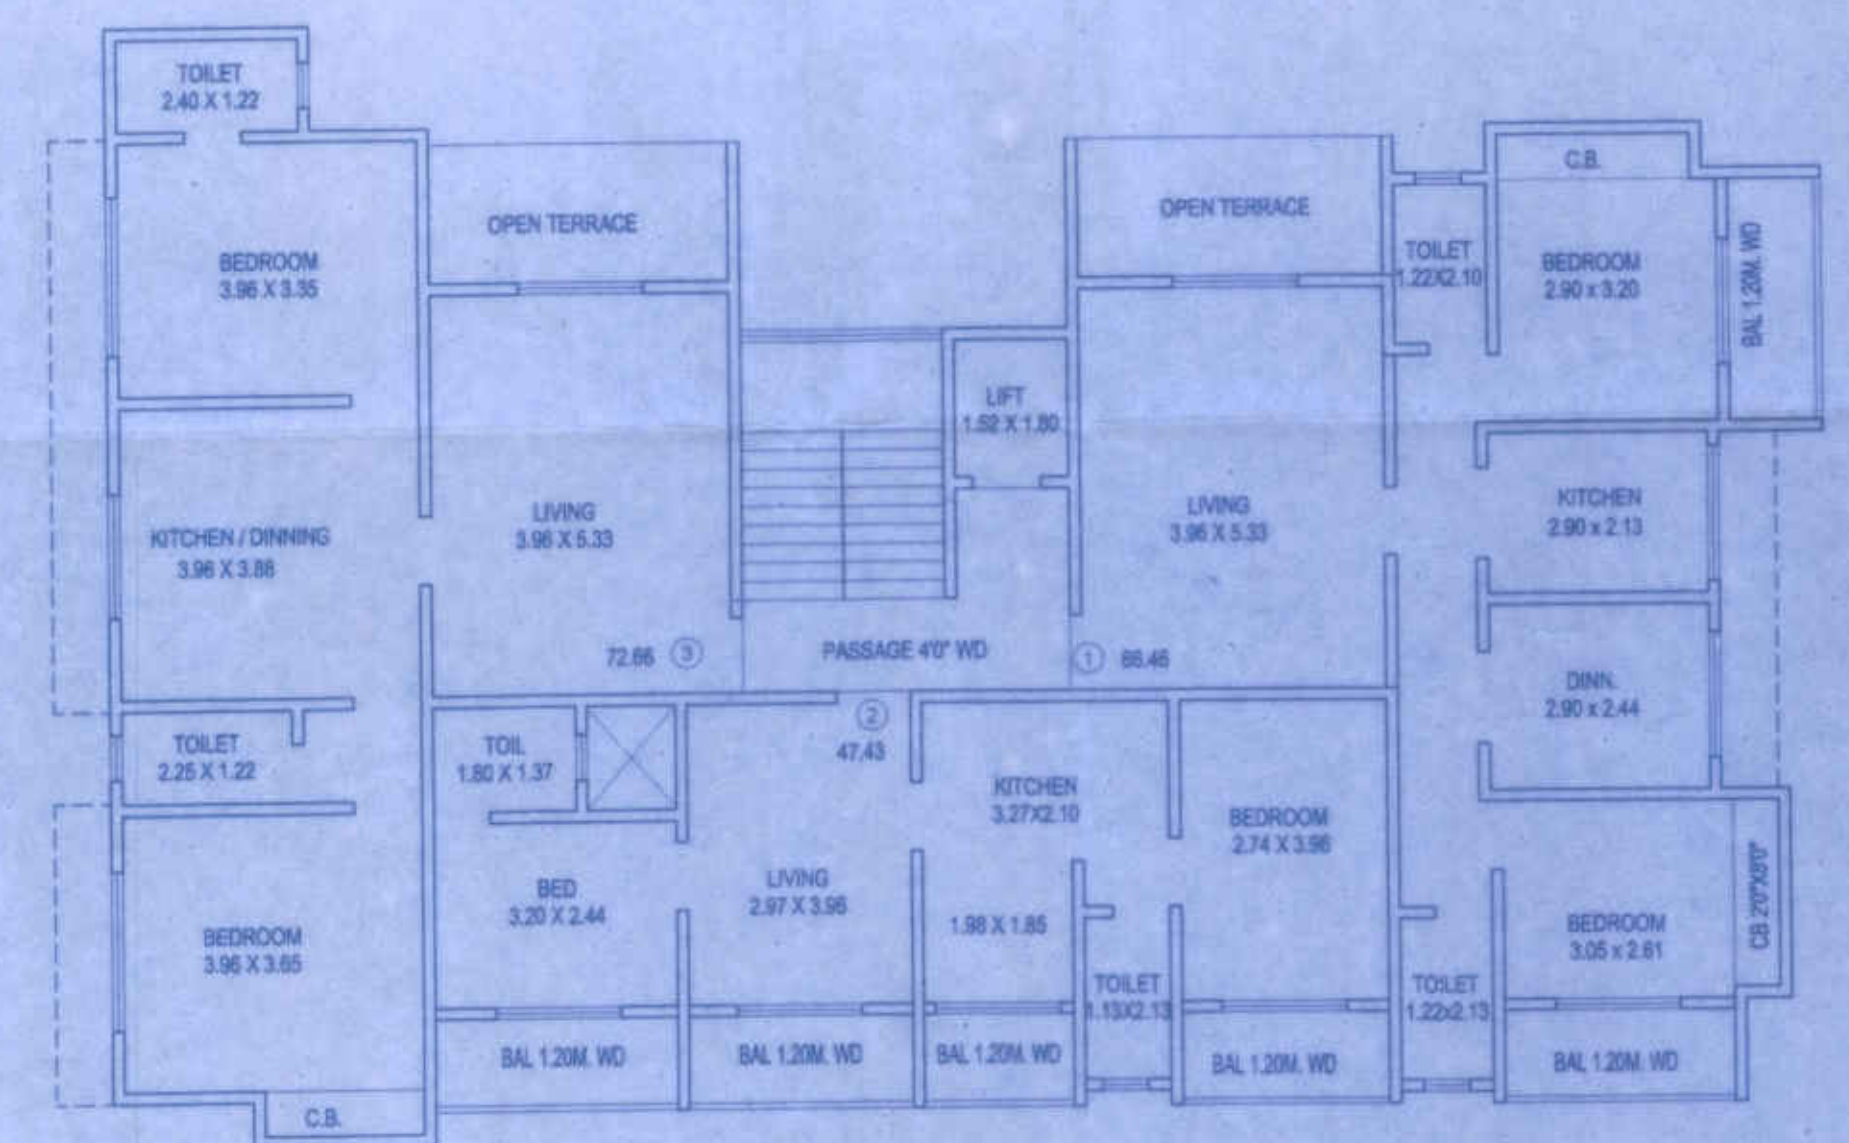 TOILET
2.40 X 1.22
C.B.
OPEN TERRACE
OPEN TERRACE
TOILET
1.22X2.10
BEDROOM
2.90 x 3.20
BAL 1.20M. WD
BEDROOM
3.96 X 3.35
LIFT
1.52 X 1.80
LIVING
3.96 X 5.33
LIVING
3.96 X 5.33
KITCHEN
2.90 x 2.13
KITCHEN / DINNING
3.96 X 3.86
72.66 3
PASSAGE 4'0" WD
1
DINN.
2.90 x 2.44
2
47.43
TOILET
2.25 X 1.22
TOIL
1.80 X 1.37
KITCHEN
3.27X2.10
BEDROOM
2.74 X 3.96
BED
3.20 X 2.44
LIVING
2.97 X 3.96
1.98 X 1.85
BEDROOM
3.96 X 3.65
BEDROOM
3.05 x 2.61
CB 2'0"X8'0"
TOILET
1.13X2.13
TOILET
1.22x2.13
BAL 1.20M. WD
BAL 1.20M. WD
BAL 1.20M. WD
BAL 1.20M. WD
BAL 1.20M. WD
C.B.